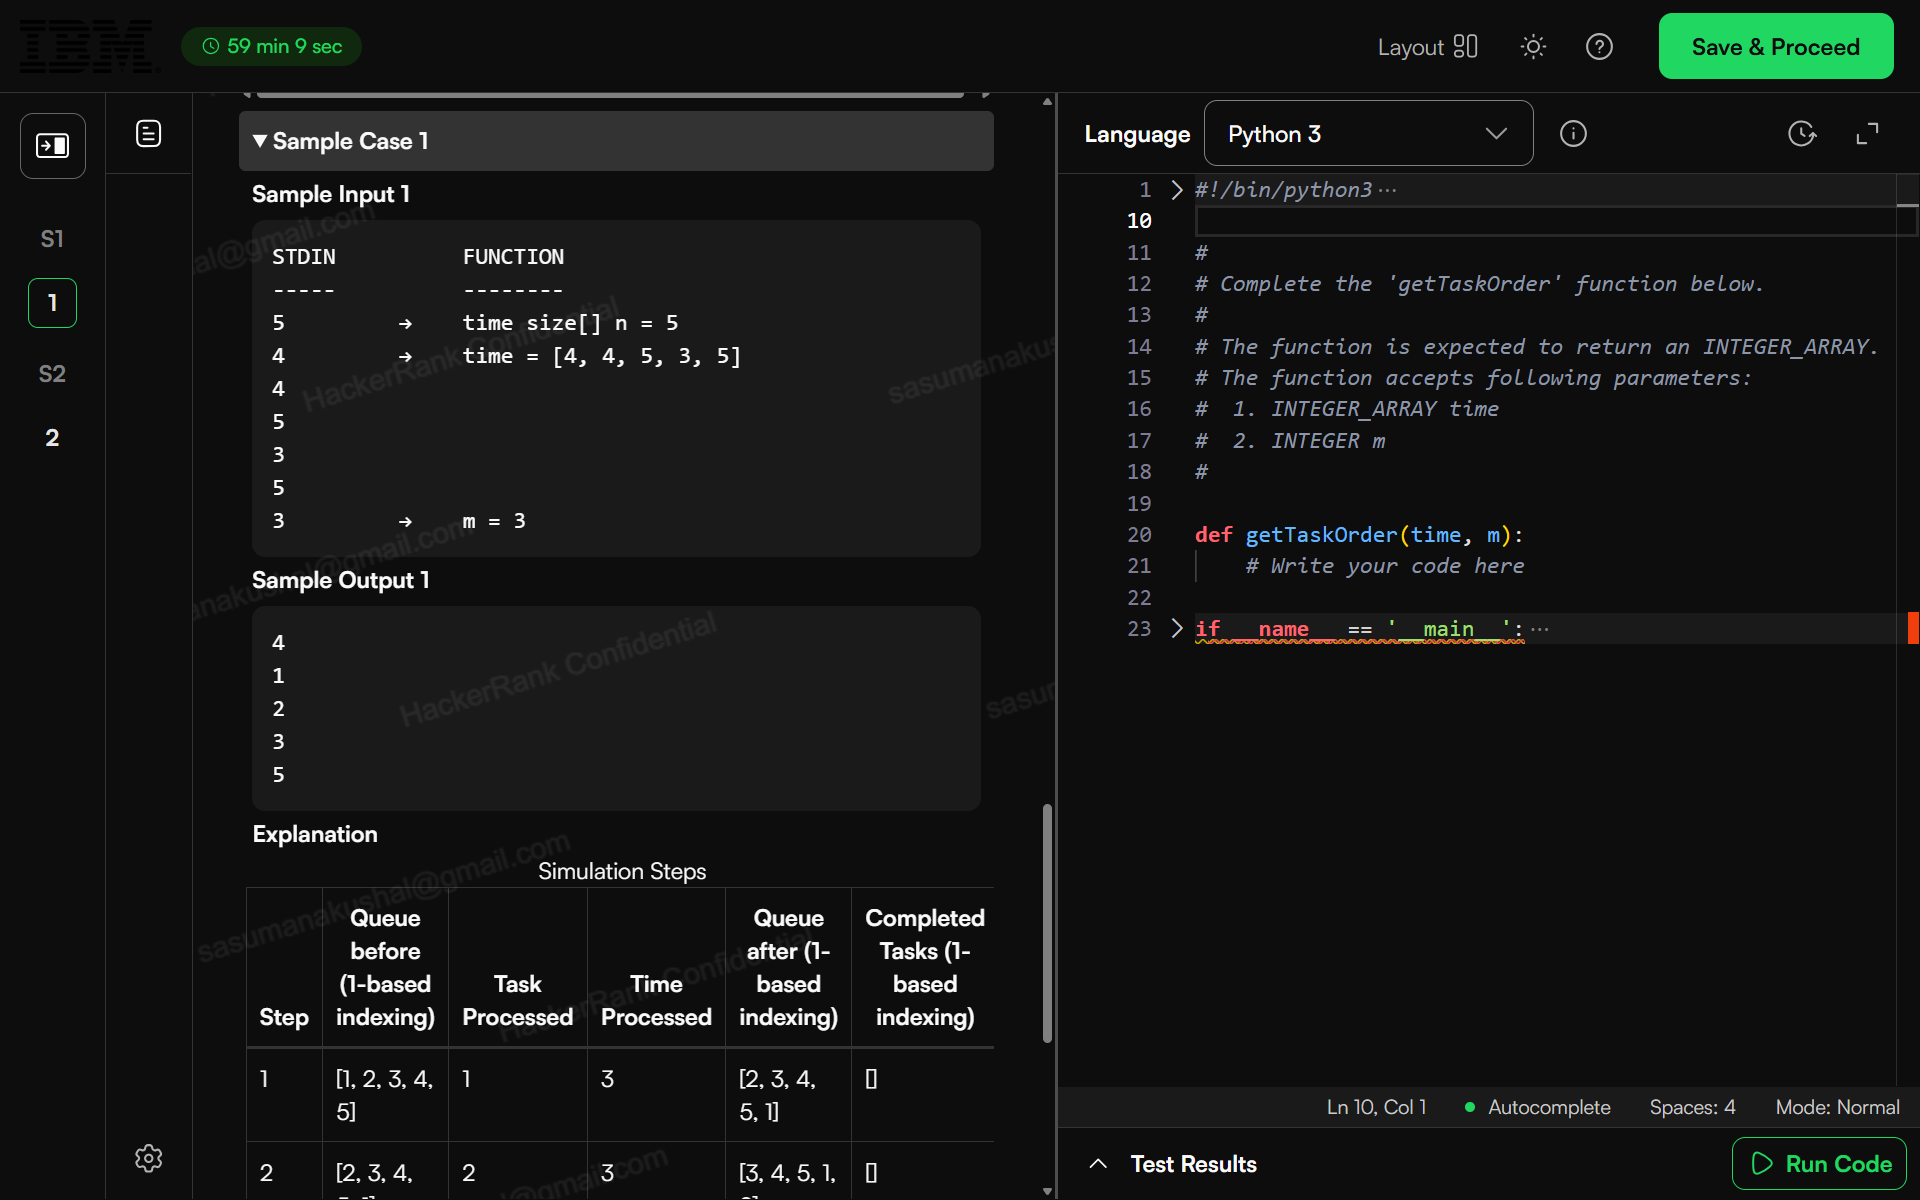 IBM
59 min 9 sec
Layout
Save & Proceed
S1
1
S2
2
▼ Sample Case 1
Sample Input 1
STDIN FUNCTION
----- --------
5 → time size[] n = 5
4 → time = [4, 4, 5, 3, 5]
4
5
3
5
3 → m = 3
Sample Output 1
4
1
2
3
5
Explanation
Simulation Steps
Step Queue before (1-based indexing) Task Processed Time Processed Queue after (1-based indexing) Completed Tasks (1-based indexing)
1 [1, 2, 3, 4, 5] 1 3 [2, 3, 4, 5, 1] []
2 [2, 3, 4, 2 3 [3, 4, 5, 1, []
HackerRank Confidential
HackerRank Confidential
HackerRank Confidential
sasumanakushal@gmail.com
Language Python 3
1 #!/bin/python3 ···
10
11 #
12 # Complete the 'getTaskOrder' function below.
13 #
14 # The function is expected to return an INTEGER_ARRAY.
15 # The function accepts following parameters:
16 #  1. INTEGER_ARRAY time
17 #  2. INTEGER m
18 #
19
20 def getTaskOrder(time, m):
21     # Write your code here
22
23 if __name__ == '__main__': ···
Ln 10, Col 1 Autocomplete Spaces: 4 Mode: Normal
Test Results
Run Code